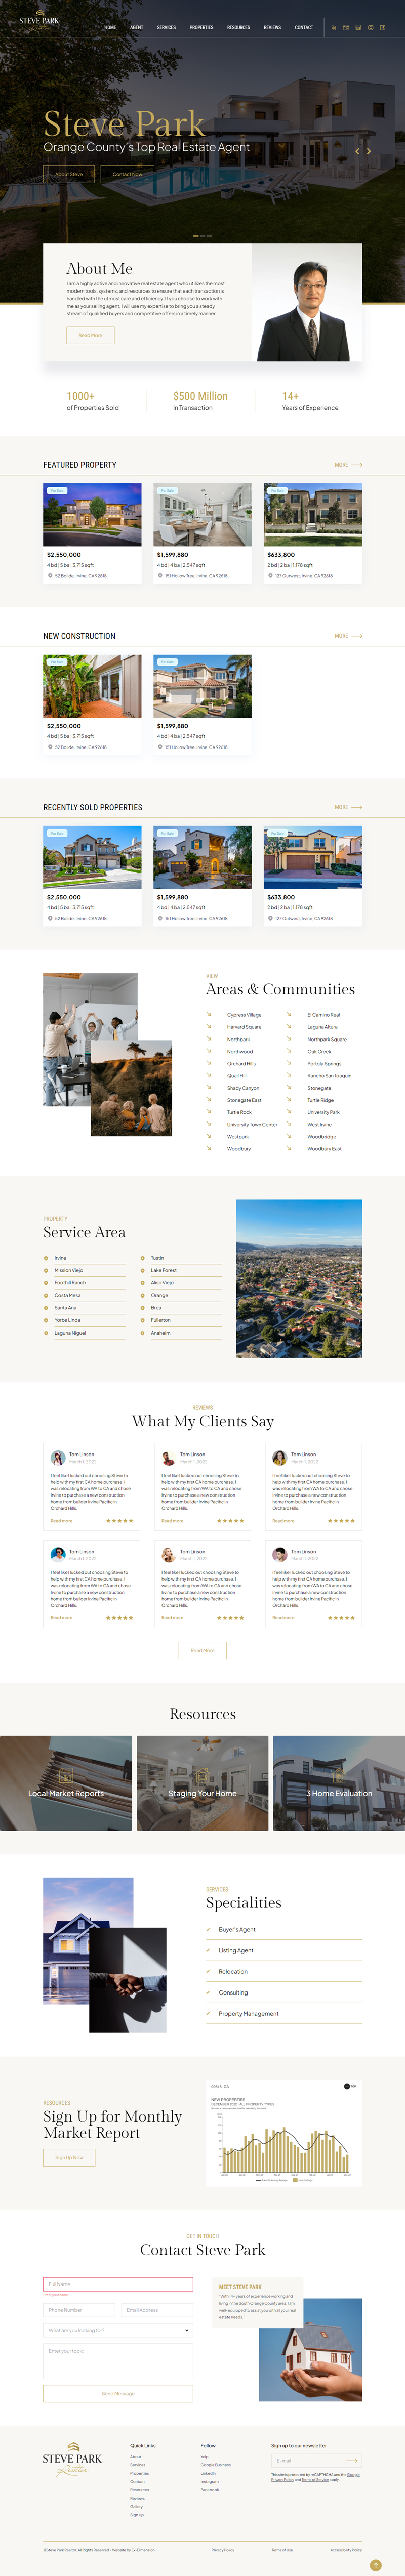 STEVE PARK
HOME AGENT SERVICES PROPERTIES RESOURCES REVIEWS CONTACT
Steve Park
Orange County's Top Real Estate Agent
About Steve Contact Now
About Me
I am a highly active and innovative real estate agent who utilizes the most
modern tools, systems, and resources to ensure that each transaction is
handled with the utmost care and efficiency. If you choose to work with
me as your selling agent, I will use my expertise to bring you a steady
stream of qualified buyers and competitive offers in a timely manner.
Read More
1000+ $500 Million 14+
of Properties Sold In Transaction Years of Experience
FEATURED PROPERTY MORE
For Sale For Sale For Sale
$2,550,000 $1,599,880 $633,800
4 bd | 5 ba | 3,715 sqft 4 bd | 4 ba | 2,547 sqft 2 bd | 2 ba | 1,178 sqft
52 Bolide, Irvine, CA 92618 151 Hollow Tree, Irvine, CA 92618 127 Outwest, Irvine, CA 92618
NEW CONSTRUCTION MORE
For Sale For Sale
$2,550,000 $1,599,880
4 bd | 5 ba | 3,715 sqft 4 bd | 4 ba | 2,547 sqft
52 Bolide, Irvine, CA 92618 151 Hollow Tree, Irvine, CA 92618
RECENTLY SOLD PROPERTIES MORE
For Sale For Sale For Sale
$2,550,000 $1,599,880 $633,800
4 bd | 5 ba | 3,715 sqft 4 bd | 4 ba | 2,547 sqft 2 bd | 2 ba | 1,178 sqft
52 Bolide, Irvine, CA 92618 151 Hollow Tree, Irvine, CA 92618 127 Outwest, Irvine, CA 92618
VIEW
Areas & Communities
Cypress Village El Camino Real
Harvard Square Laguna Altura
Northpark Northpark Square
Northwood Oak Creek
Orchard Hills Portola Springs
Quail Hill Rancho San Joaquin
Shady Canyon Stonegate
Stonegate East Turtle Ridge
Turtle Rock University Park
University Town Center West Irvine
Westpark Woodbridge
Woodbury Woodbury East
PROPERTY
Service Area
Irvine Tustin
Mission Viejo Lake Forest
Foothill Ranch Aliso Viejo
Costa Mesa Orange
Santa Ana Brea
Yorba Linda Fullerton
Laguna Niguel Anaheim
REVIEWS
What My Clients Say
Tom Linson Tom Linson Tom Linson
March 1, 2022 March 1, 2022 March 1, 2022
I feel like I lucked out choosing Steve to I feel like I lucked out choosing Steve to I feel like I lucked out choosing Steve to
help with my first CA home purchase. I help with my first CA home purchase. I help with my first CA home purchase. I
was relocating from WA to CA and chose was relocating from WA to CA and chose was relocating from WA to CA and chose
Irvine to purchase a new construction Irvine to purchase a new construction Irvine to purchase a new construction
home from builder Irvine Pacific in home from builder Irvine Pacific in home from builder Irvine Pacific in
Orchard Hills. Orchard Hills. Orchard Hills.
Read more Read more Read more
Tom Linson Tom Linson Tom Linson
March 1, 2022 March 1, 2022 March 1, 2022
I feel like I lucked out choosing Steve to I feel like I lucked out choosing Steve to I feel like I lucked out choosing Steve to
help with my first CA home purchase. I help with my first CA home purchase. I help with my first CA home purchase. I
was relocating from WA to CA and chose was relocating from WA to CA and chose was relocating from WA to CA and chose
Irvine to purchase a new construction Irvine to purchase a new construction Irvine to purchase a new construction
home from builder Irvine Pacific in home from builder Irvine Pacific in home from builder Irvine Pacific in
Orchard Hills. Orchard Hills. Orchard Hills.
Read more Read more Read more
Read More
Resources
Local Market Reports Staging Your Home 3 Home Evaluation
SERVICES
Specialities
Buyer's Agent
Listing Agent
Relocation
Consulting
Property Management
RESOURCES
Sign Up for Monthly
Market Report
Sign Up Now
NEW PROPERTIES
GET IN TOUCH
Contact Steve Park
Full Name
Enter your name
Phone Number Email Address
What are you looking for?
Enter your topic
Send Message
MEET STEVE PARK
"With 14+ years of experience working and
living in the South Orange County area, I am
well-equipped to assist you with all your real
estate needs."
STEVE PARK
Realtor
Quick Links Follow Sign up to our newsletter
About Yelp
Services Google Business
Properties LinkedIn
Contact Instagram
Resources Facebook
Reviews
Gallery
Sign Up
E-mail
This site is protected by reCAPTCHA and the Google
Privacy Policy and Terms of Service apply.
Privacy Policy Terms of Use Accessibility Policy